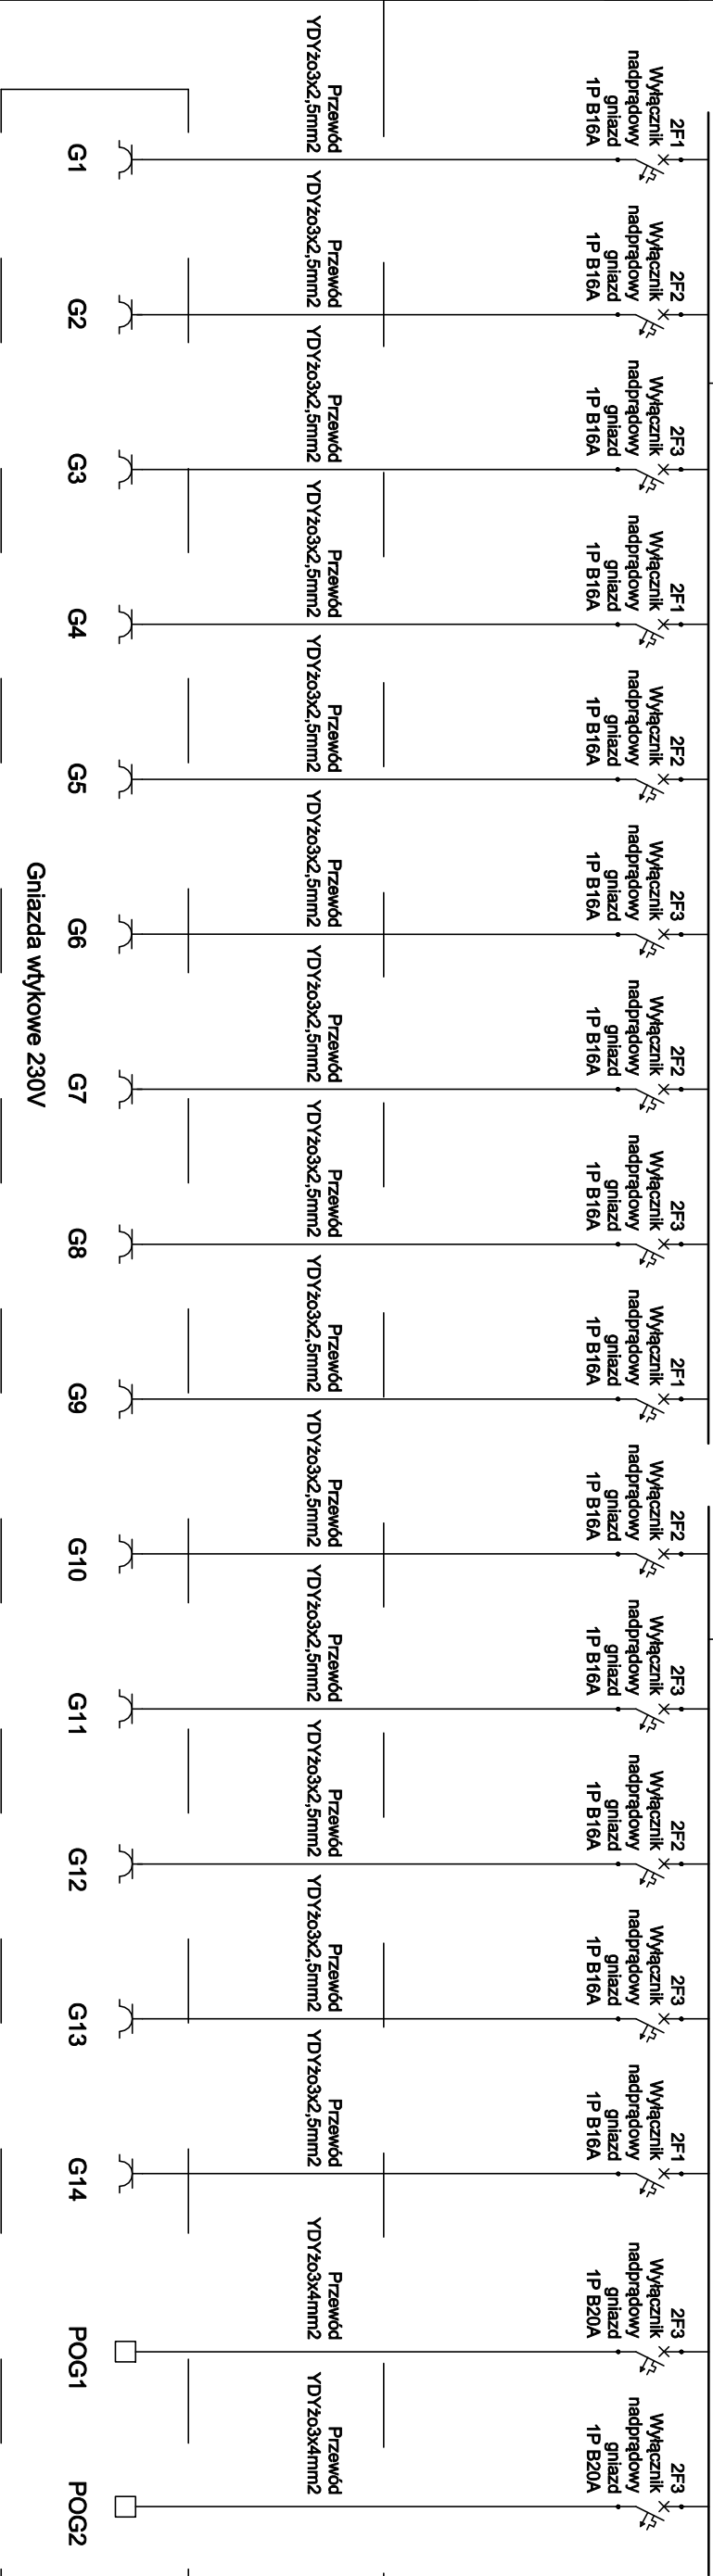 2F1
Wyłącznik
nadprądowy
gniazd
1P B16A
Przewód
YDYżo3x2,5mm2
G1
2F2
Wyłącznik
nadprądowy
gniazd
1P B16A
Przewód
YDYżo3x2,5mm2
G2
2F3
Wyłącznik
nadprądowy
gniazd
1P B16A
Przewód
YDYżo3x2,5mm2
G3
2F1
Wyłącznik
nadprądowy
gniazd
1P B16A
Przewód
YDYżo3x2,5mm2
G4
2F2
Wyłącznik
nadprądowy
gniazd
1P B16A
Przewód
YDYżo3x2,5mm2
G5
2F3
Wyłącznik
nadprądowy
gniazd
1P B16A
Przewód
YDYżo3x2,5mm2
G6
2F2
Wyłącznik
nadprądowy
gniazd
1P B16A
Przewód
YDYżo3x2,5mm2
G7
2F3
Wyłącznik
nadprądowy
gniazd
1P B16A
Przewód
YDYżo3x2,5mm2
G8
2F1
Wyłącznik
nadprądowy
gniazd
1P B16A
Przewód
YDYżo3x2,5mm2
G9
2F2
Wyłącznik
nadprądowy
gniazd
1P B16A
Przewód
YDYżo3x2,5mm2
G10
2F3
Wyłącznik
nadprądowy
gniazd
1P B16A
Przewód
YDYżo3x2,5mm2
G11
2F2
Wyłącznik
nadprądowy
gniazd
1P B16A
Przewód
YDYżo3x2,5mm2
G12
2F3
Wyłącznik
nadprądowy
gniazd
1P B16A
Przewód
YDYżo3x2,5mm2
G13
2F1
Wyłącznik
nadprądowy
gniazd
1P B16A
Przewód
YDYżo3x2,5mm2
G14
2F3
Wyłącznik
nadprądowy
gniazd
1P B20A
Przewód
YDYżo3x4mm2
POG1
2F3
Wyłącznik
nadprądowy
gniazd
1P B20A
Przewód
YDYżo3x4mm2
POG2
Gniazda wtykowe 230V